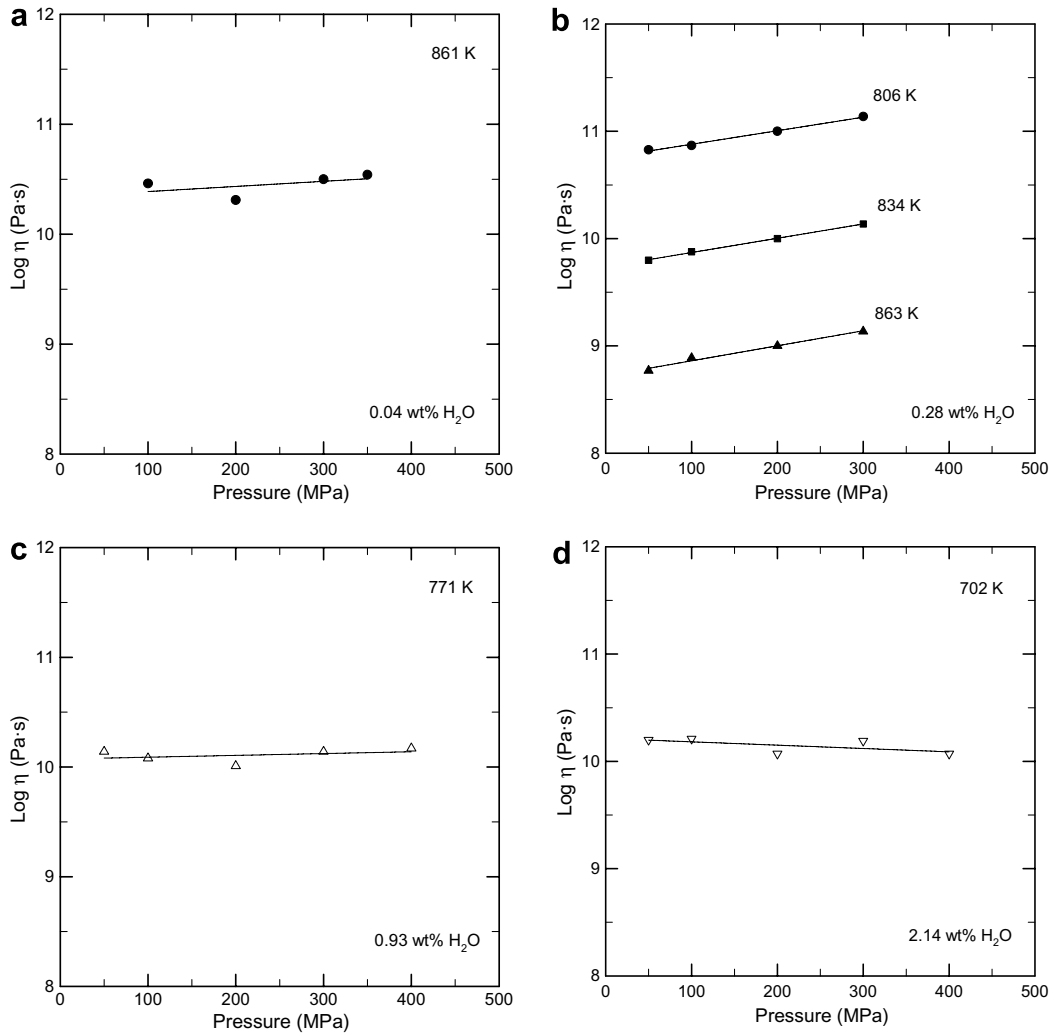 a
12
11
10
9
8
Log η (Pa·s)
861 K
0.04 wt% H₂O
0 100 200 300 400 500
Pressure (MPa)
b
12
11
10
9
8
Log η (Pa·s)
806 K
834 K
863 K
0.28 wt% H₂O
0 100 200 300 400 500
Pressure (MPa)
c
12
11
10
9
8
Log η (Pa·s)
771 K
0.93 wt% H₂O
0 100 200 300 400 500
Pressure (MPa)
d
12
11
10
9
8
Log η (Pa·s)
702 K
2.14 wt% H₂O
0 100 200 300 400 500
Pressure (MPa)